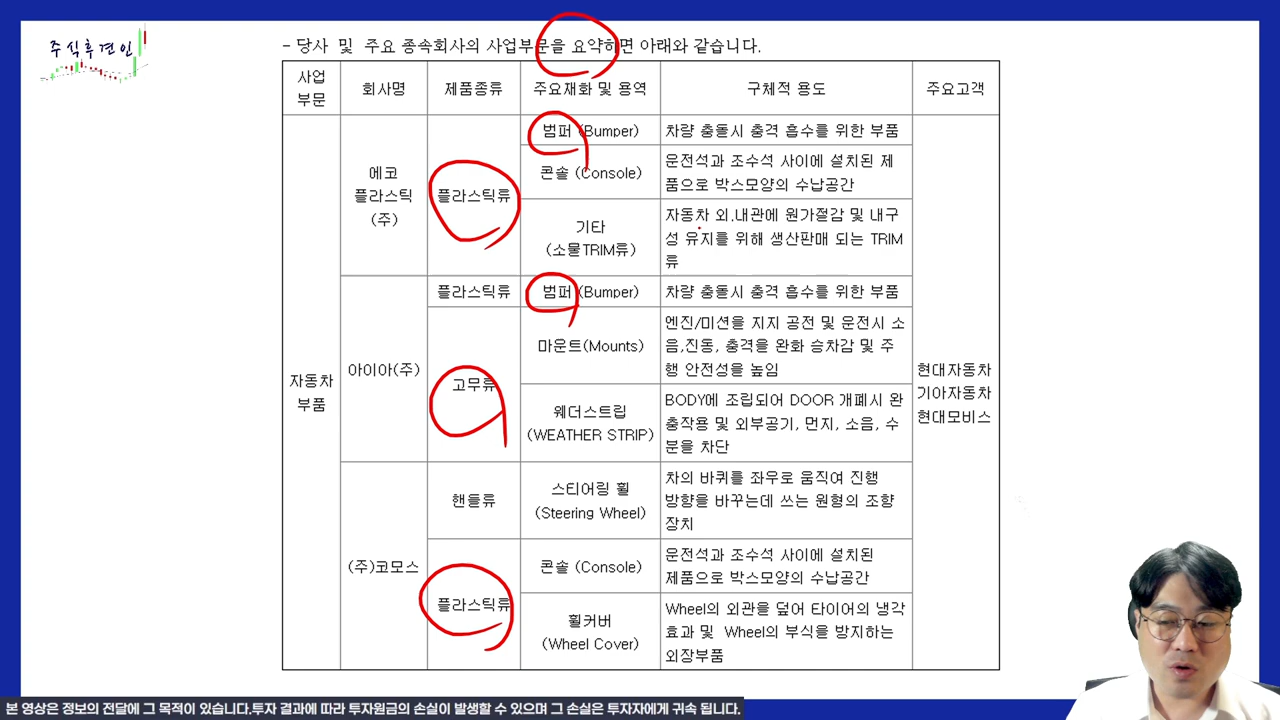 주식후견인
- 당사 및 주요 종속회사의 사업부문을 요약하면 아래와 같습니다.
사업
부문
회사명
제품종류
주요재화 및 용역
구체적 용도
주요고객
자동차
부품
에코
플라스틱
(주)
플라스틱류
범퍼 (Bumper)
차량 충돌시 충격 흡수를 위한 부품
콘솔 (Console)
운전석과 조수석 사이에 설치된 제
품으로 박스모양의 수납공간
기타
(소물TRIM류)
자동차 외,내관에 원가절감 및 내구
성 유지를 위해 생산판매 되는 TRIM
류
아이아(주)
플라스틱류
범퍼 (Bumper)
차량 충돌시 충격 흡수를 위한 부품
고무류
마운트(Mounts)
엔진/미션을 지지 공전 및 운전시 소
음,진동, 충격을 완화 승차감 및 주
행 안전성을 높임
웨더스트립
(WEATHER STRIP)
BODY에 조립되어 DOOR 개폐시 완
충작용 및 외부공기, 먼지, 소음, 수
분을 차단
(주)코모스
핸들류
스티어링 휠
(Steering Wheel)
차의 바퀴를 좌우로 움직여 진행
방향을 바꾸는데 쓰는 원형의 조향
장치
플라스틱류
콘솔 (Console)
운전석과 조수석 사이에 설치된
제품으로 박스모양의 수납공간
휠커버
(Wheel Cover)
Wheel의 외관을 덮어 타이어의 냉각
효과 및 Wheel의 부식을 방지하는
외장부품
현대자동차
기아자동차
현대모비스
본 영상은 정보의 전달에 그 목적이 있습니다.투자 결과에 따라 투자원금의 손실이 발생할 수 있으며 그 손실은 투자자에게 귀속 됩니다.